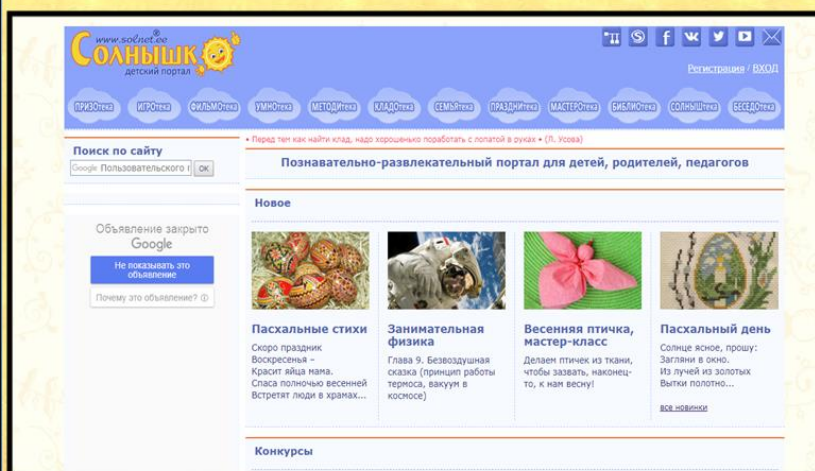 www.solnet.ee
СОЛНЫШКО
детский портал
Регистрация / ВХОД
ПРИЗОтека
ИГРОтека
ФИЛЬМОтека
УМНОтека
МЕТОДИтека
КЛАДОтека
СЕМЬЯтека
ПРАЗДНИтека
МАСТЕРОтека
БИБЛИОтека
СОЛНЫШтека
БЕСЕДОтека
• Перед тем как найти клад, надо хорошенько поработать с лопатой в руках • (Л. Усова)
Поиск по сайту
Google Пользовательского п
ОК
Познавательно-развлекательный портал для детей, родителей, педагогов
Объявление закрыто
Google
Не показывать это
объявление
Почему это объявление?
Новое
Пасхальные стихи
Скоро праздник
Воскресенья –
Красит яйца мама.
Спаса полночью весенней
Встретят люди в храмах...
Занимательная
физика
Глава 9. Безвоздушная
сказка (принцип работы
термоса, вакуум в
космосе)
Весенняя птичка,
мастер-класс
Делаем птичек из ткани,
чтобы зазвать, наконец-
то, к нам весну!
Пасхальный день
Солнце ясное, прошу:
Загляни в окно.
Из лучей из золотых
Вытки полотно...
все новинки
Конкурсы